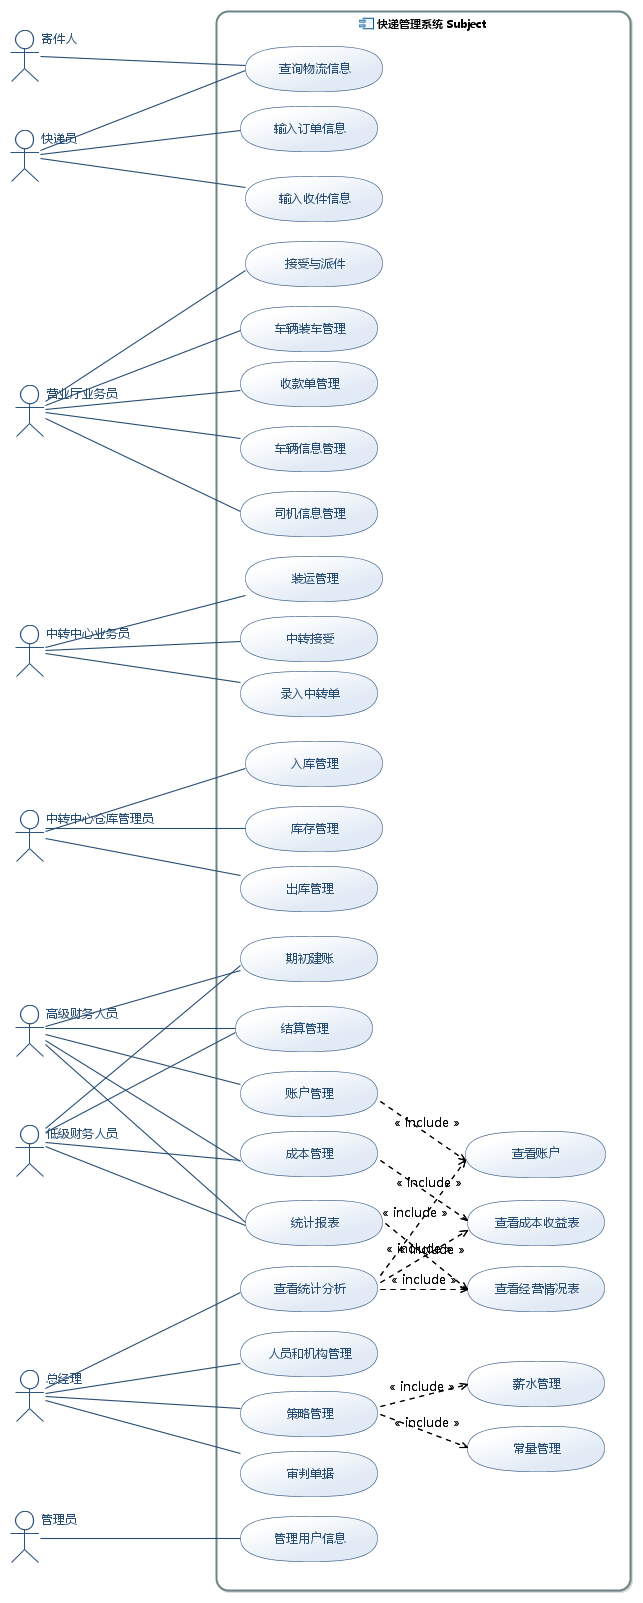 快递管理系统 Subject
寄件人
查询物流信息
快递员
输入订单信息
输入收件信息
接受与派件
车辆装车管理
营业厅业务员
收款单管理
车辆信息管理
司机信息管理
装运管理
中转中心业务员
中转接受
录入中转单
入库管理
中转中心仓库管理员
库存管理
出库管理
期初建账
高级财务人员
结算管理
账户管理
« include »
低级财务人员
成本管理
查看账户
« include »
统计报表
« include »
查看成本收益表
« include »
« include »
查看统计分析
« include »
查看经营情况表
人员和机构管理
总经理
« include »
薪水管理
策略管理
« include »
常量管理
审判单据
管理员
管理用户信息